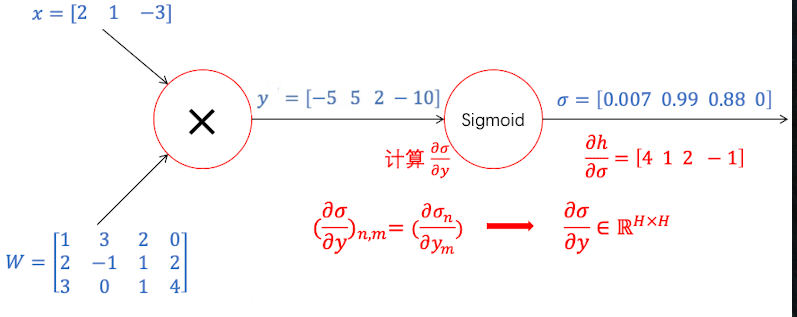 x = [2 1 −3]
×
y = [−5 5 2 − 10]
Sigmoid
σ = [0.007 0.99 0.88 0]
计算 ∂σ/∂y
∂h/∂σ = [4 1 2 − 1]
(∂σ/∂y)n,m= (∂σn/∂ym)
∂σ/∂y ∈ ℝH×H
W = [1 3 2 0
2 −1 1 2
3 0 1 4]